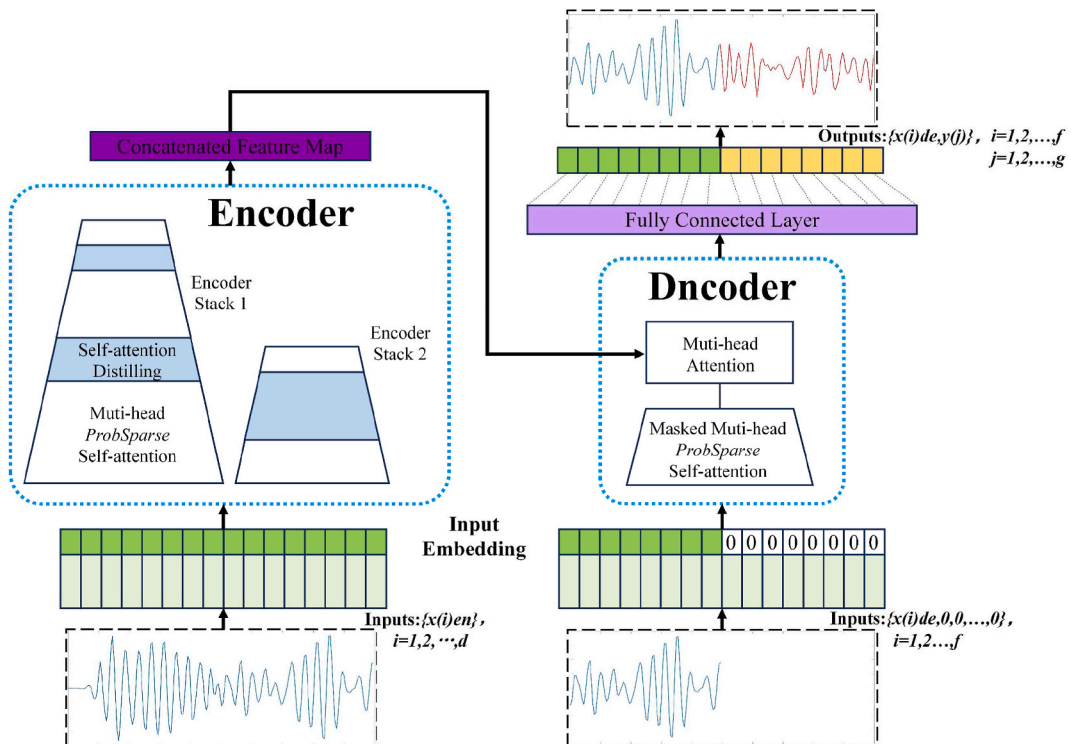 Concatenated Feature Map
Encoder
Encoder
Stack 1
Self-attention
Distilling
Muti-head
ProbSparse
Self-attention
Encoder
Stack 2
Input
Embedding
Inputs:{x(i)en},
i=1,2,…,d
Outputs:{x(i)de,y(j)}, i=1,2,…,f
j=1,2,…,g
Fully Connected Layer
Dncoder
Muti-head
Attention
Masked Muti-head
ProbSparse
Self-attention
0 0 0 0 0 0 0 0
Inputs:{x(i)de,0,0,…,0},
i=1,2…,f